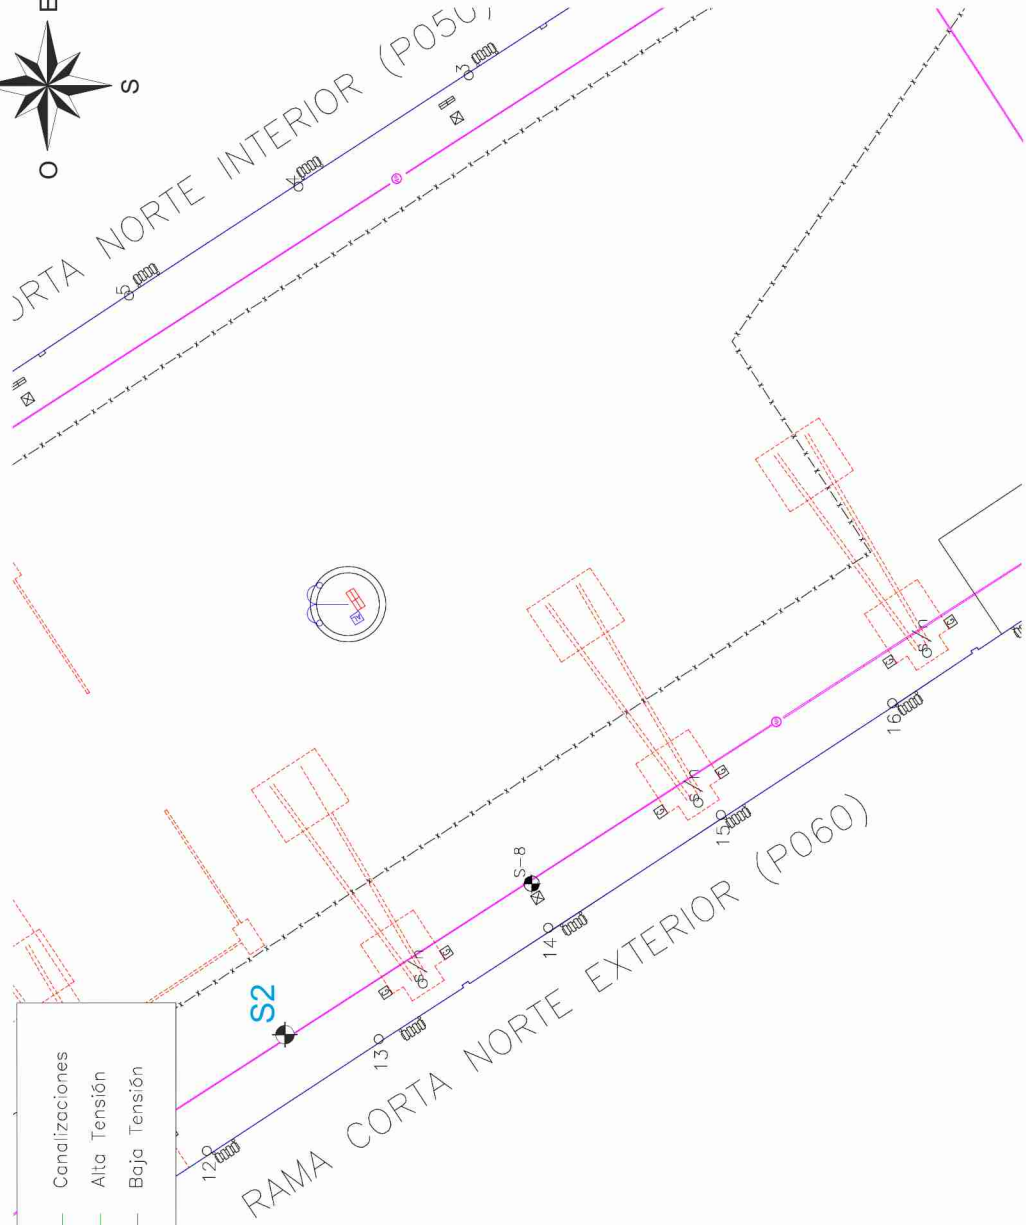 E
S
O
ORTA NORTE INTERIOR (P050)
3
4
5
S2
S-8
12
13
14
15
16
s/n
s/n
s/n
RAMA CORTA NORTE EXTERIOR (P060)
Canalizaciones
Alta Tensión
Baja Tensión